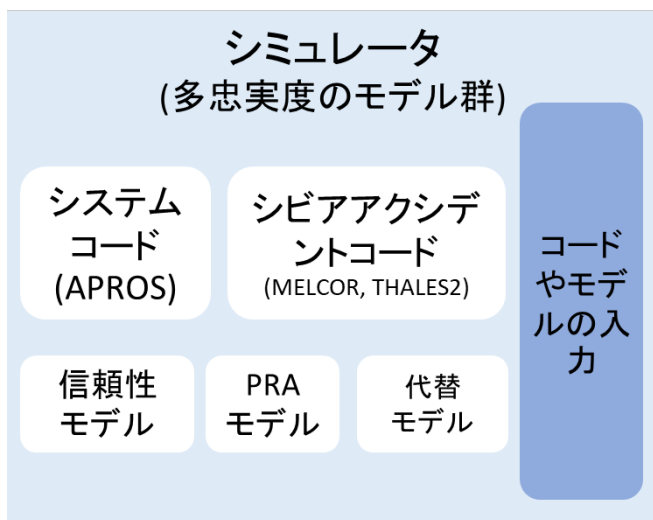 シミュレータ
(多忠実度のモデル群)
システム
コード
(APROS)
シビアアクシデ
ントコード
(MELCOR, THALES2)
信頼性
モデル
PRA
モデル
代替
モデル
コード
やモデ
ルの入
力